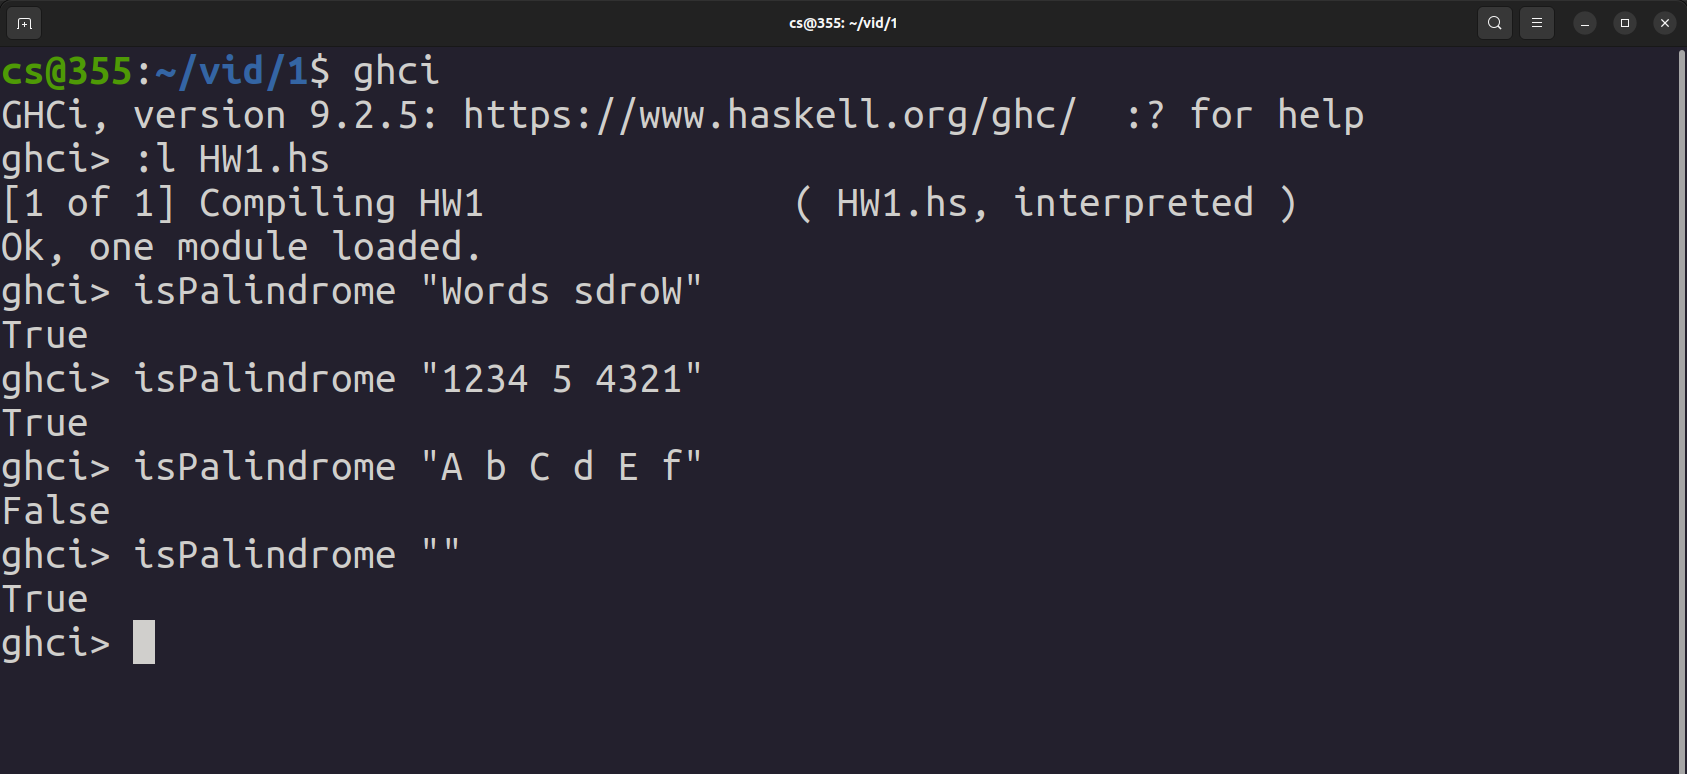 cs@355: ~/vid/1
cs@355:~/vid/1$ ghci
GHCi, version 9.2.5: https://www.haskell.org/ghc/  :? for help
ghci> :l HW1.hs
[1 of 1] Compiling HW1              ( HW1.hs, interpreted )
Ok, one module loaded.
ghci> isPalindrome "Words sdroW"
True
ghci> isPalindrome "1234 5 4321"
True
ghci> isPalindrome "A b C d E f"
False
ghci> isPalindrome ""
True
ghci>